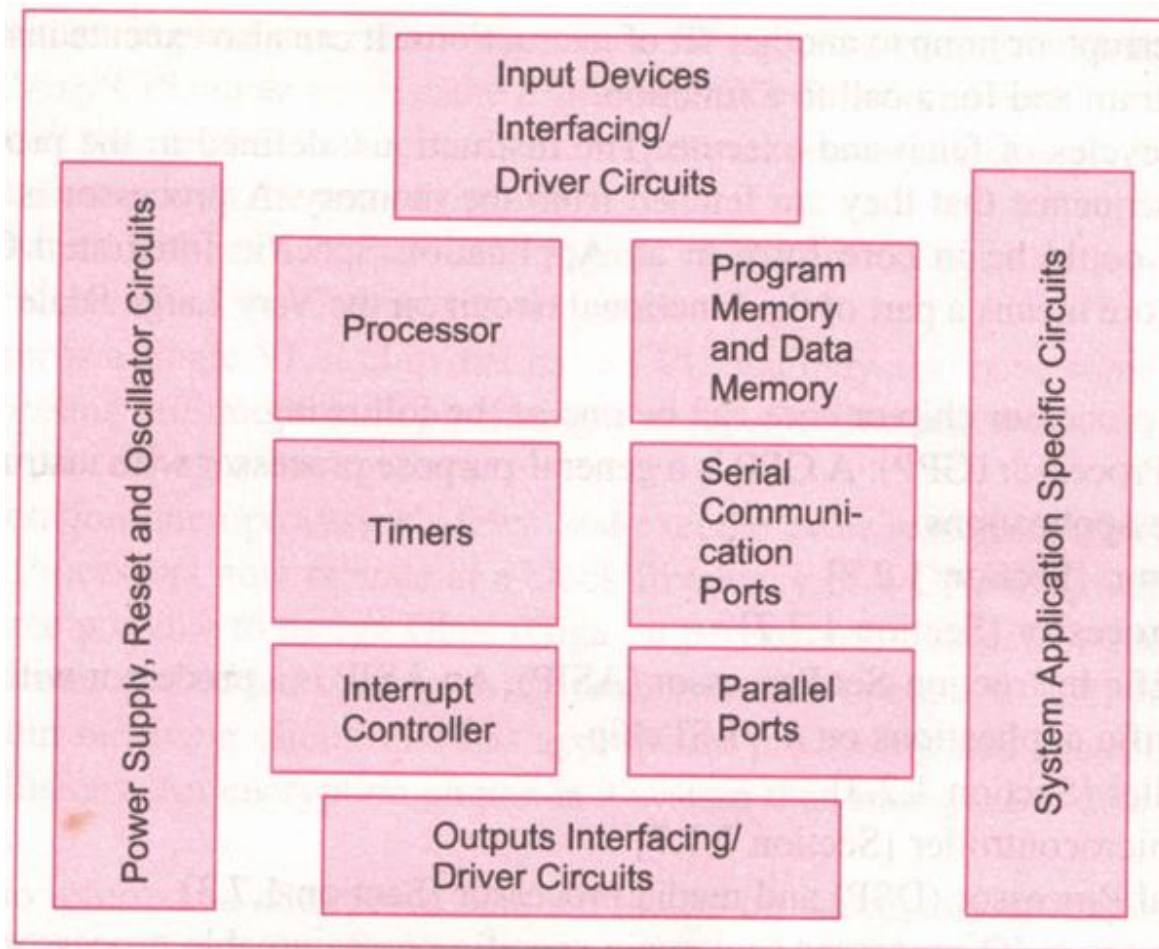 Input Devices
Interfacing/
Driver Circuits
Power Supply, Reset and Oscillator Circuits
Processor
Program
Memory
and Data
Memory
Timers
Serial
Communi-
cation
Ports
Interrupt
Controller
Parallel
Ports
Outputs Interfacing/
Driver Circuits
System Application Specific Circuits